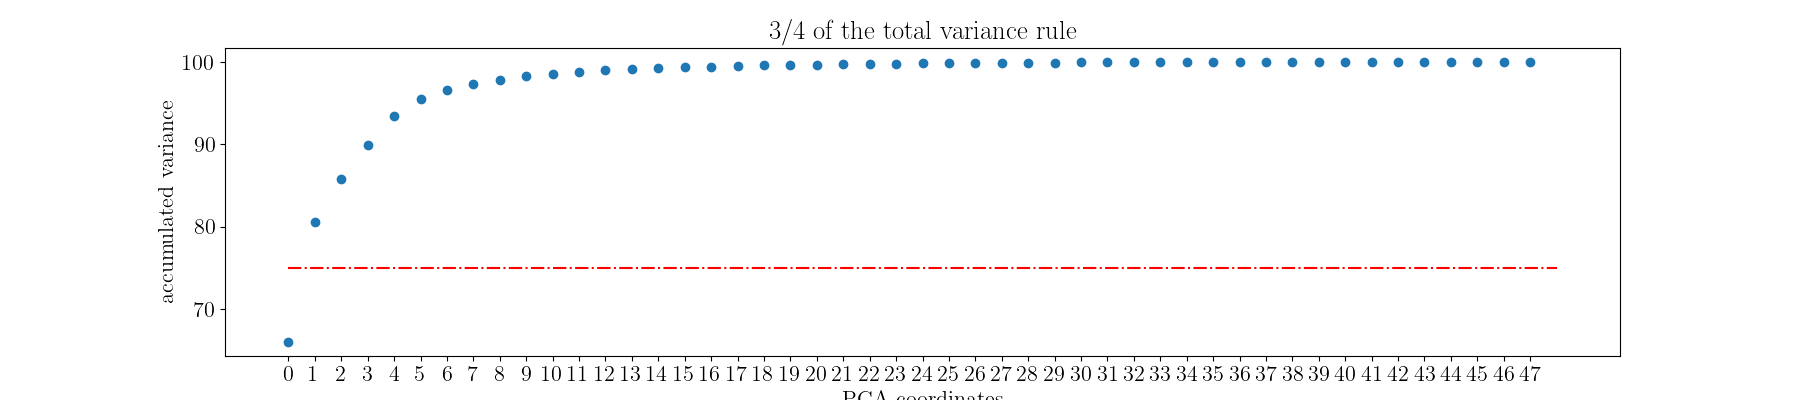 3/4 of the total variance rule
accumulated variance
100
90
80
70
0 1 2 3 4 5 6 7 8 9 10 11 12 13 14 15 16 17 18 19 20 21 22 23 24 25 26 27 28 29 30 31 32 33 34 35 36 37 38 39 40 41 42 43 44 45 46 47
PCA coordinates